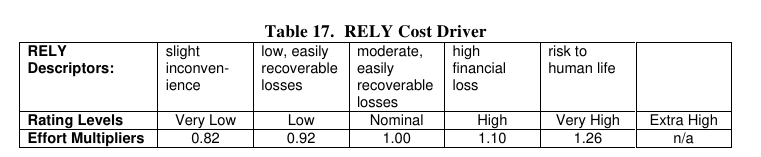 Table 17. RELY Cost Driver
RELY Descriptors: slight inconven-ience low, easily recoverable losses moderate, easily recoverable losses high financial loss risk to human life
Rating Levels Very Low Low Nominal High Very High Extra High
Effort Multipliers 0.82 0.92 1.00 1.10 1.26 n/a